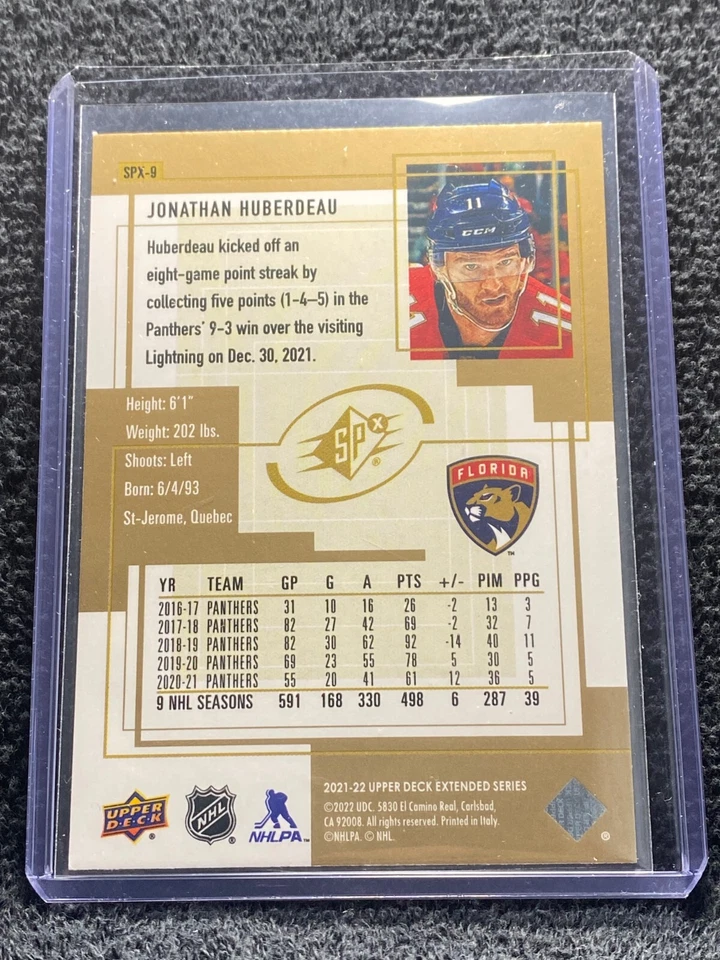 SPX-9
JONATHAN HUBERDEAU
Huberdeau kicked off an
eight-game point streak by
collecting five points (1-4—5) in the
Panthers' 9-3 win over the visiting
Lightning on Dec. 30, 2021.
11
CCM
11
Height: 6'1"
Weight: 202 lbs.
Shoots: Left
Born: 6/4/93
St-Jerome, Quebec
SPx®
FLORIDA
™
YR TEAM GP G A PTS +/- PIM PPG
2016-17 PANTHERS 31 10 16 26 -2 13 3
2017-18 PANTHERS 82 27 42 69 -2 32 7
2018-19 PANTHERS 82 30 62 92 -14 40 11
2019-20 PANTHERS 69 23 55 78 5 30 5
2020-21 PANTHERS 55 20 41 61 12 36 5
9 NHL SEASONS 591 168 330 498 6 287 39
UPPER DECK ®
NHL ®
NHLPA™
2021-22 UPPER DECK EXTENDED SERIES
©2022 UDC. 5830 El Camino Real, Carlsbad,
CA 92008. All rights reserved. Printed in Italy.
©NHLPA. © NHL.